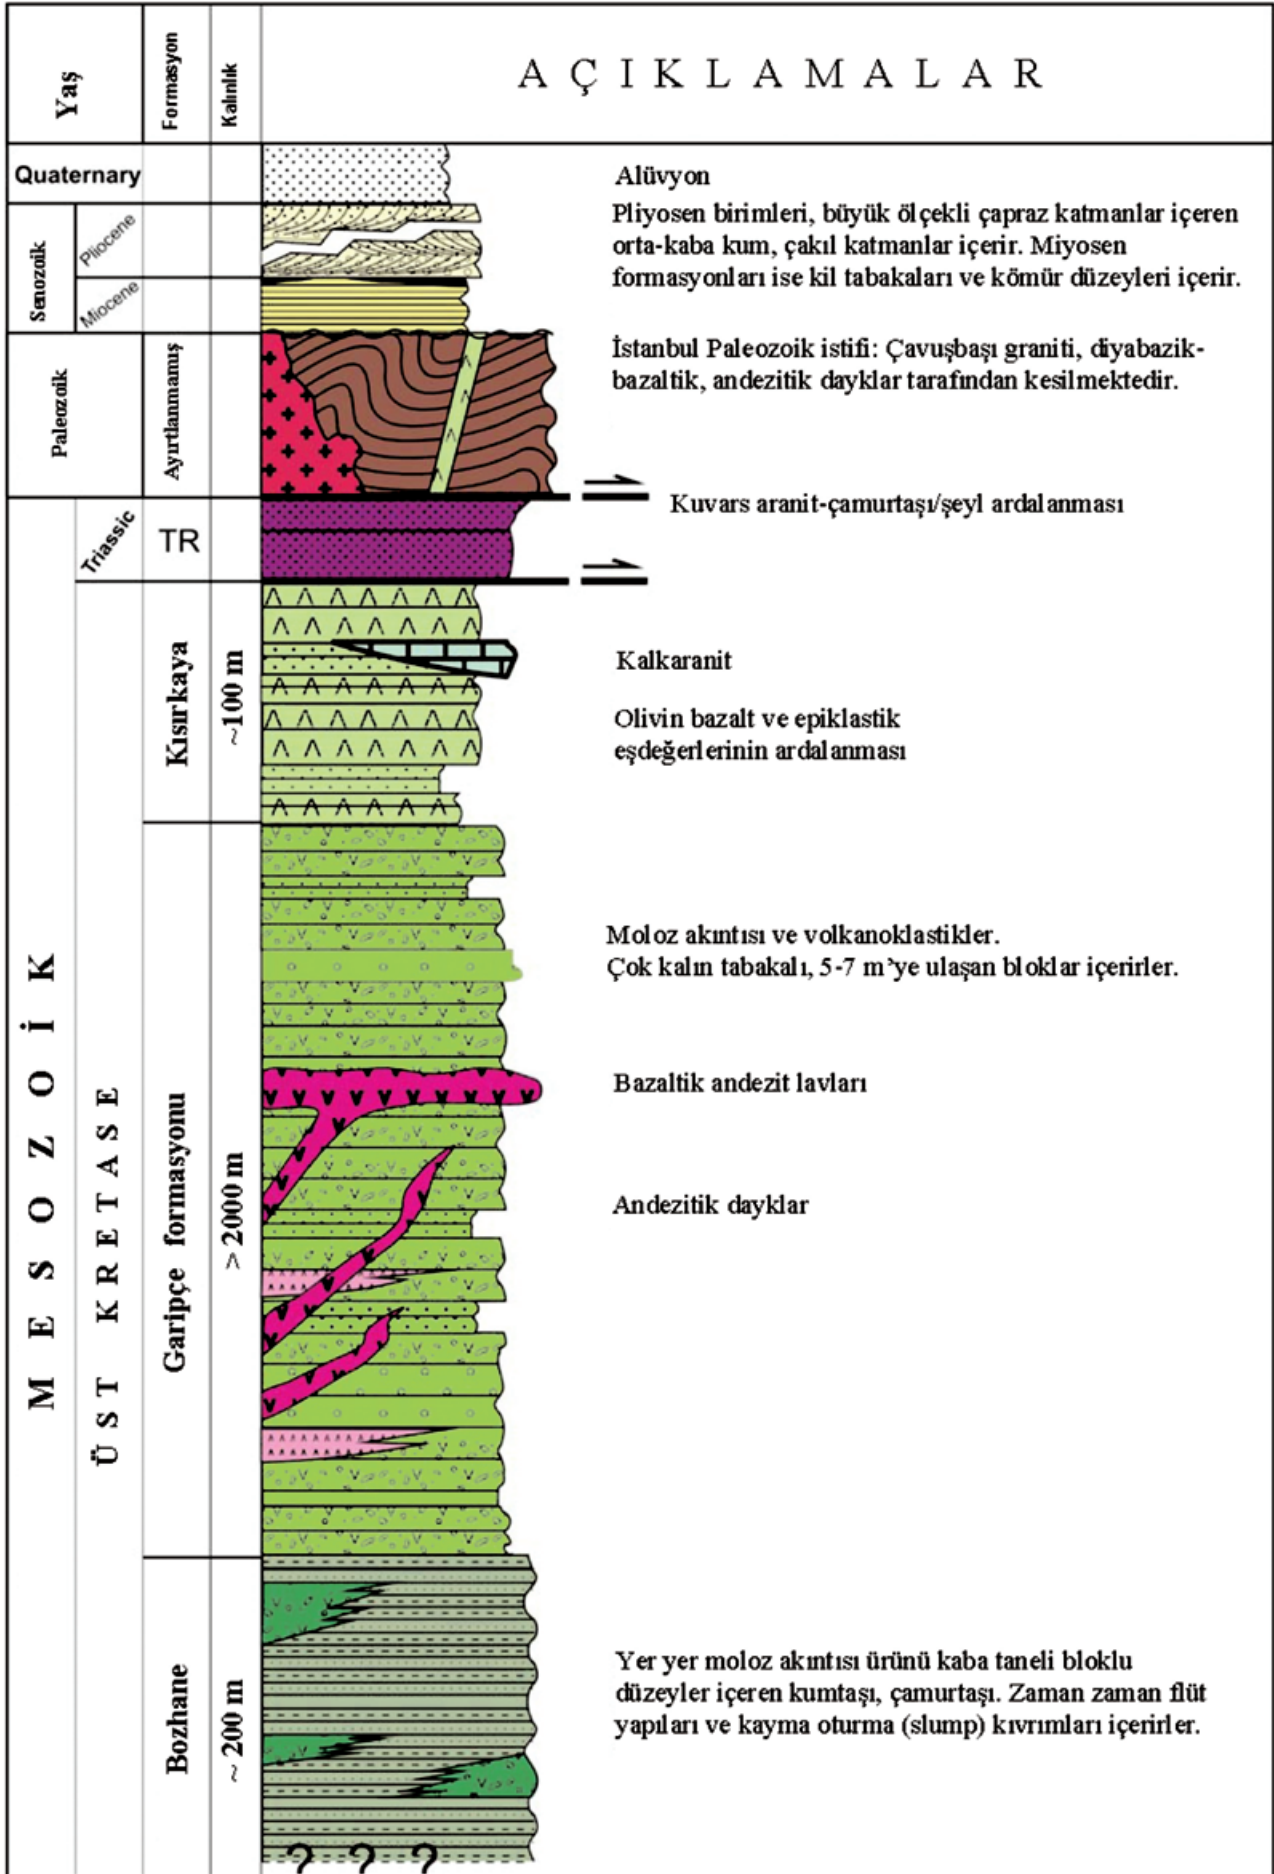 Yaş
Formasyon
Kalınlık
AÇIKLAMALAR
Quaternary
Alüvyon
Senozoik
Pliocene
Miocene
Pliyosen birimleri, büyük ölçekli çapraz katmanlar içeren
orta-kaba kum, çakıl katmanlar içerir. Miyosen
formasyonları ise kil tabakaları ve kömür düzeyleri içerir.
Paleozoik
Ayırtlanmamış
İstanbul Paleozoik istifi: Çavuşbaşı graniti, diyabazik-
bazaltik, andezitik dayklar tarafından kesilmektedir.
MESOZOİK
Triassic
TR
Kuvars aranit-çamurtaşı/şeyl ardalanması
ÜST KRETASE
Kısırkaya
~100 m
Kalkaranit
Olivin bazalt ve epiklastik
eşdeğerlerinin ardalanması
Garipçe formasyonu
> 2000 m
Moloz akıntısı ve volkanoklastikler.
Çok kalın tabakalı, 5-7 m'ye ulaşan bloklar içerirler.
Bazaltik andezit lavları
Andezitik dayklar
Bozhane
~ 200 m
Yer yer moloz akıntısı ürünü kaba taneli bloklu
düzeyler içeren kumtaşı, çamurtaşı. Zaman zaman flüt
yapıları ve kayma oturma (slump) kıvrımları içerirler.
? ? ?